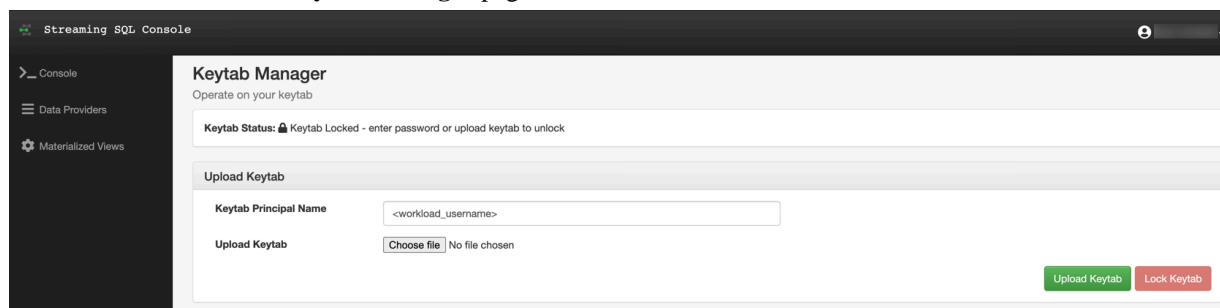 Streaming SQL Console
Console
Data Providers
Materialized Views
Keytab Manager
Operate on your keytab
Keytab Status: Keytab Locked - enter password or upload keytab to unlock
Upload Keytab
Keytab Principal Name
<workload_username>
Upload Keytab
Choose file No file chosen
Upload Keytab Lock Keytab